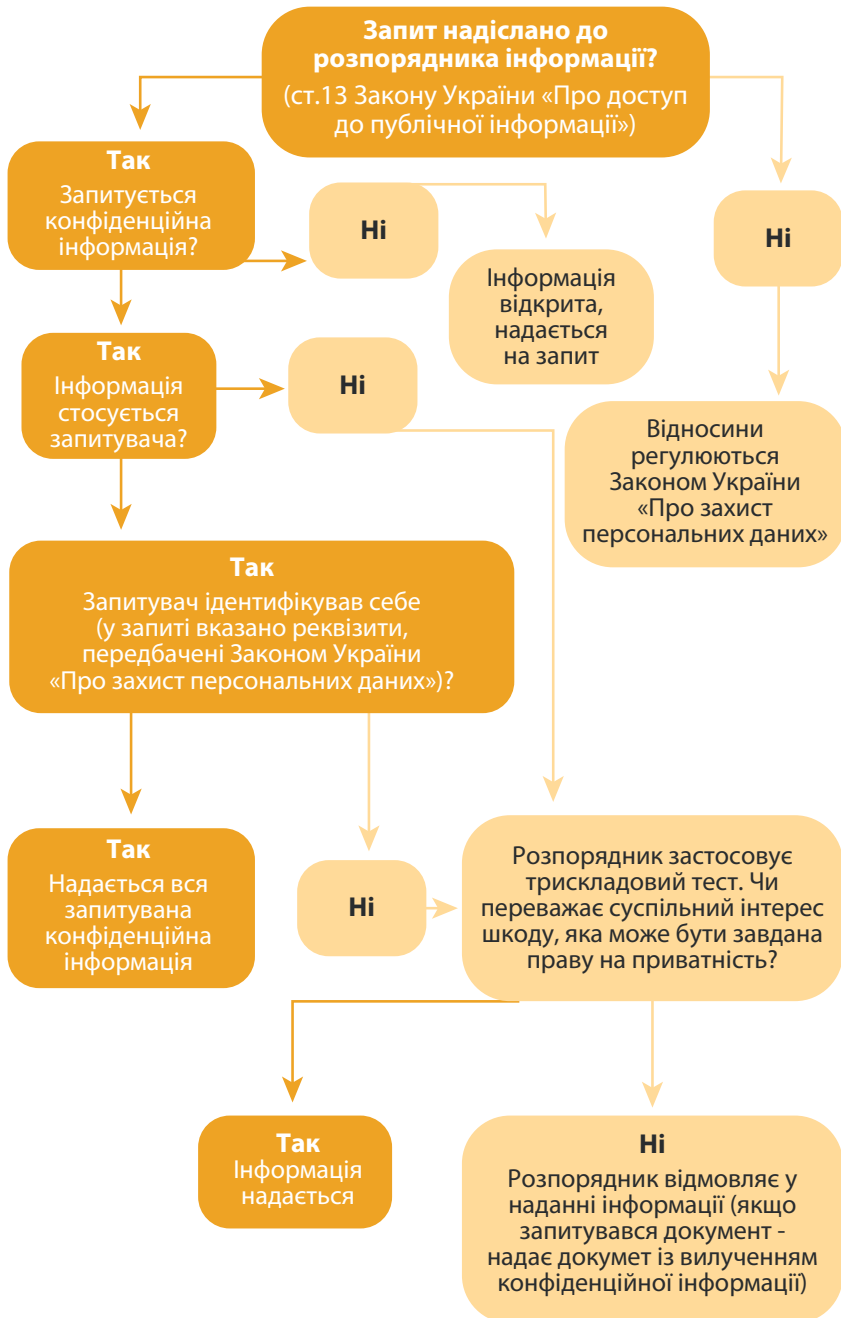 Запит надіслано до
розпорядника інформації?
(ст.13 Закону України «Про доступ
до публічної інформації»)
Так
Запитується
конфіденційна
інформація?
Ні
Інформація
відкрита,
надається
на запит
Ні
Відносини
регулюються
Законом України
«Про захист
персональних даних»
Так
Інформація
стосується
запитувача?
Ні
Так
Запитувач ідентифікував себе
(у запиті вказано реквізити,
передбачені Законом України
«Про захист персональних даних»)?
Так
Надається вся
запитувана
конфіденційна
інформація
Ні
Розпорядник застосовує
трискладовий тест. Чи
переважає суспільний інтерес
шкоду, яка може бути завдана
праву на приватність?
Так
Інформація
надається
Ні
Розпорядник відмовляє у
наданні інформації (якщо
запитувався документ -
надає докумет із вилученням
конфіденційної інформації)